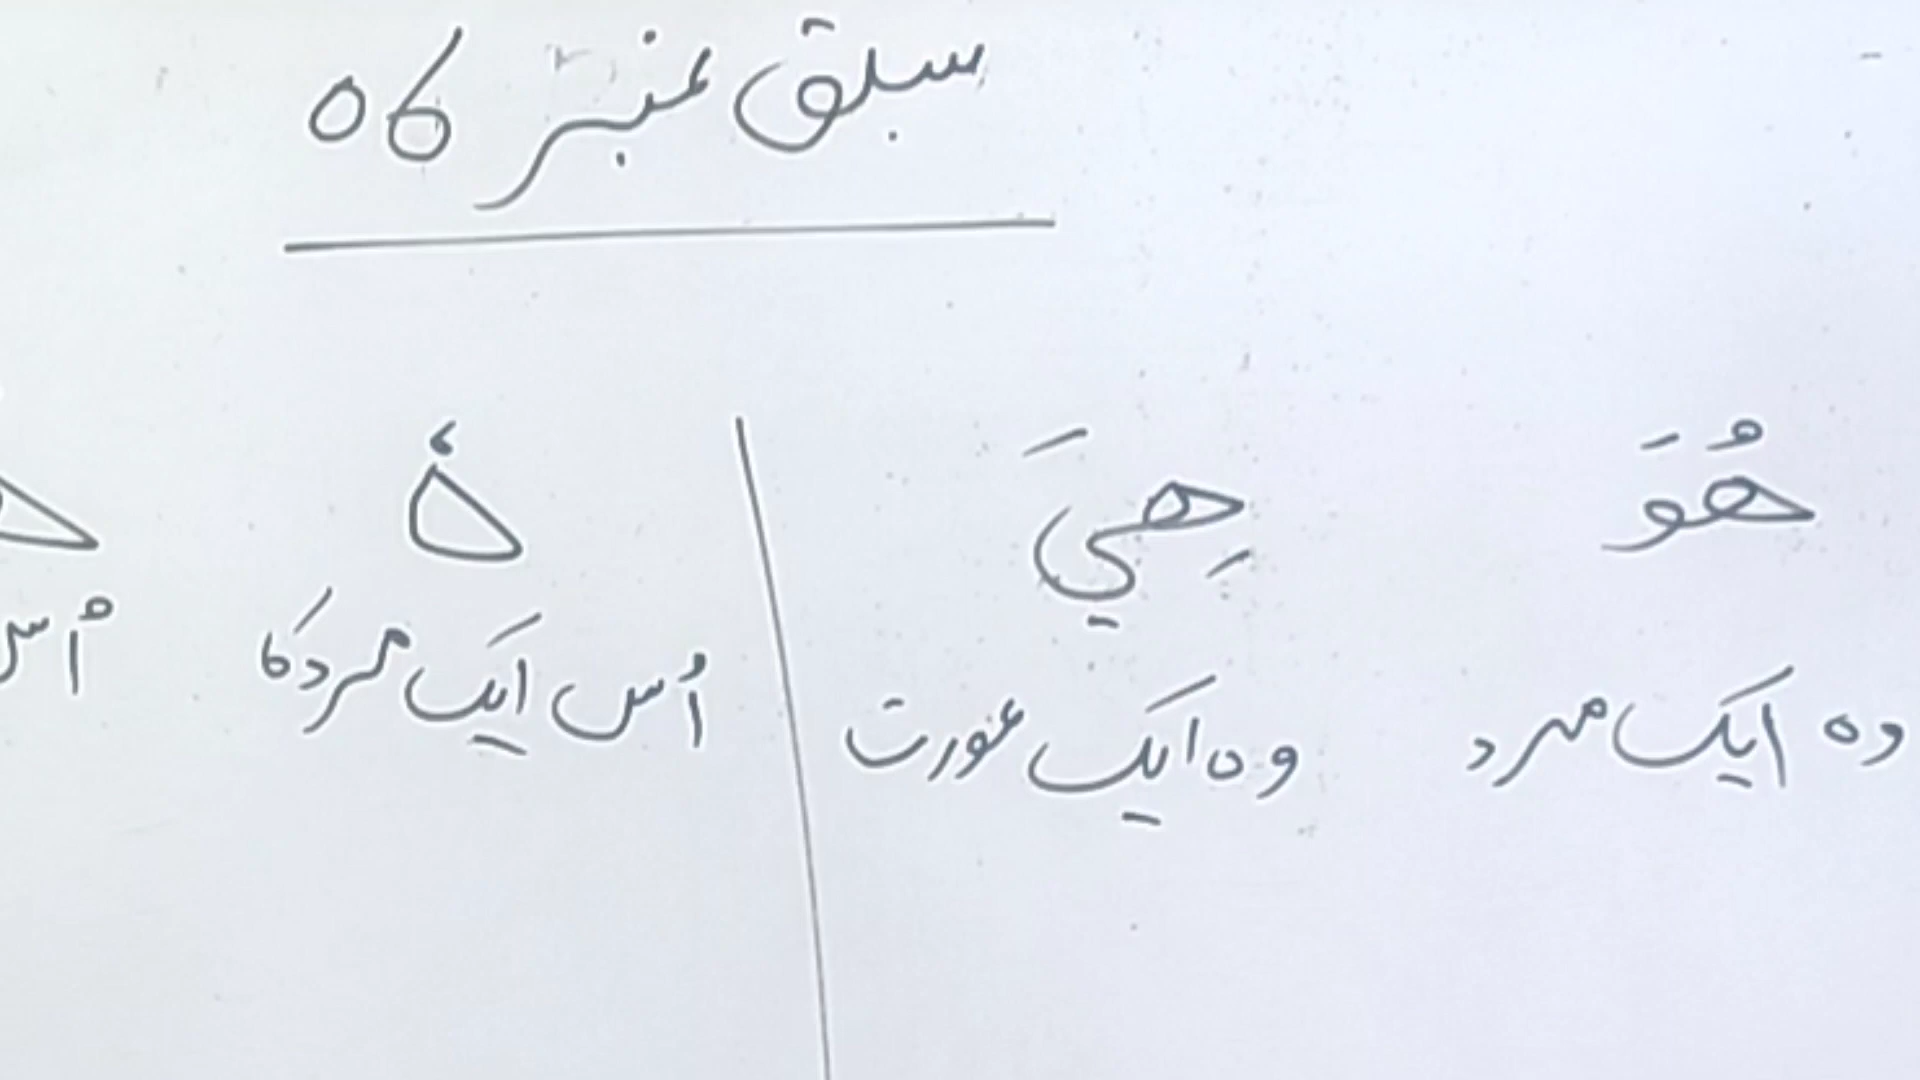 سبق نمبر 06
هُوَ هِيَ هٗ
وہ ایک مرد وہ ایک عورت اُس ایک مرد کا اُس